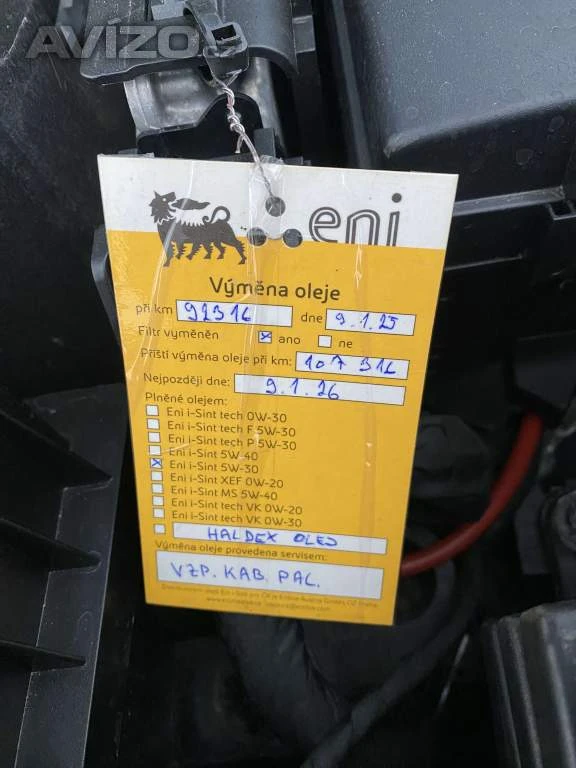 AVÍZO
eni
Výměna oleje
při km 92316 dne 9.1.25
Filtr vyměněn ano ne
Příští výměna oleje při km: 107 316
Nejpozději dne: 9.1.26
Plněné olejem:
Eni i-Sint tech 0W-30
Eni i-Sint tech F 5W-30
Eni i-Sint tech P 5W-30
Eni i-Sint 5W-40
Eni i-Sint 5W-30
Eni i-Sint XEF 0W-20
Eni i-Sint MS 5W-40
Eni i-Sint tech VK 0W-20
Eni i-Sint tech VK 0W-30
HALDEX OLEJ
Výměna oleje provedena servisem:
VZP. KAB. PAL.